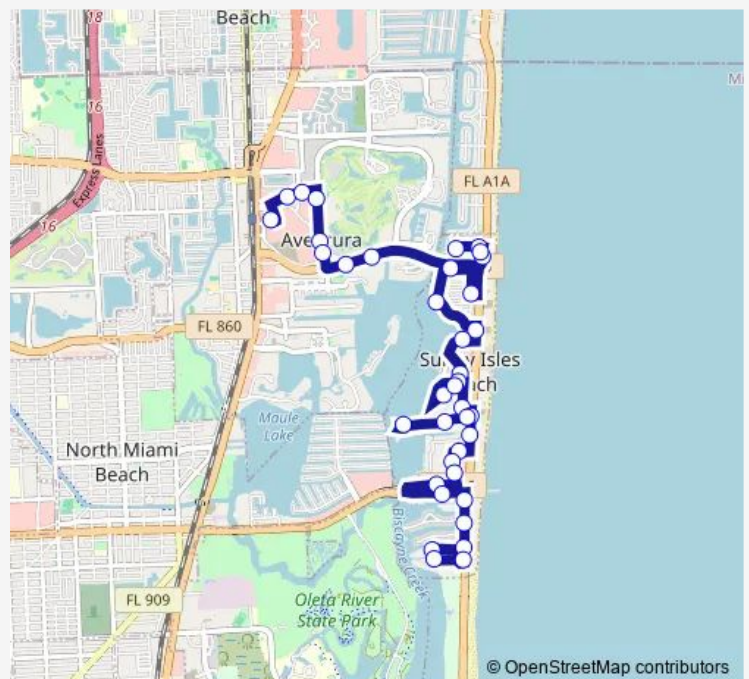 18
Beach
16
Express Lanes
16
FL A1A
Aventura
FL 860
Sunny Isles
Beach
Maule
Lake
North Miami
Beach
Biscayne Creek
FL 909
Oleta River
State Park
© OpenStreetMap contributors